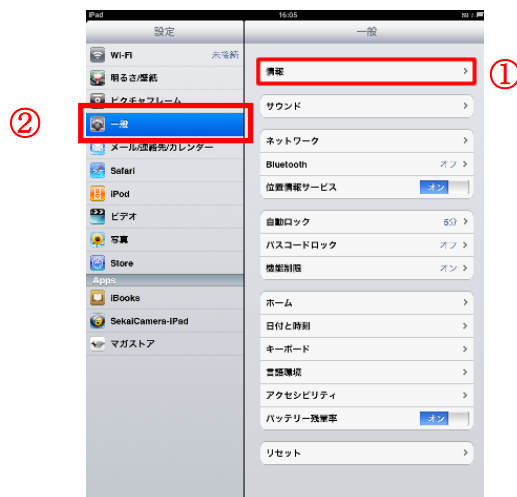 iPad 16:05
設定
Wi-Fi 未接続
明るさ/壁紙
ピクチャフレーム
一般
メール/連絡先/カレンダー
Safari
iPod
ビデオ
写真
Store
Apps
iBooks
SekaiCamera-iPad
マガストア
②
一般
情報
①
サウンド
ネットワーク
Bluetooth オフ
位置情報サービス オン
自動ロック 5分
パスコードロック オフ
機能制限 オン
ホーム
日付と時刻
キーボード
言語環境
アクセシビリティ
バッテリー残量率 オン
リセット